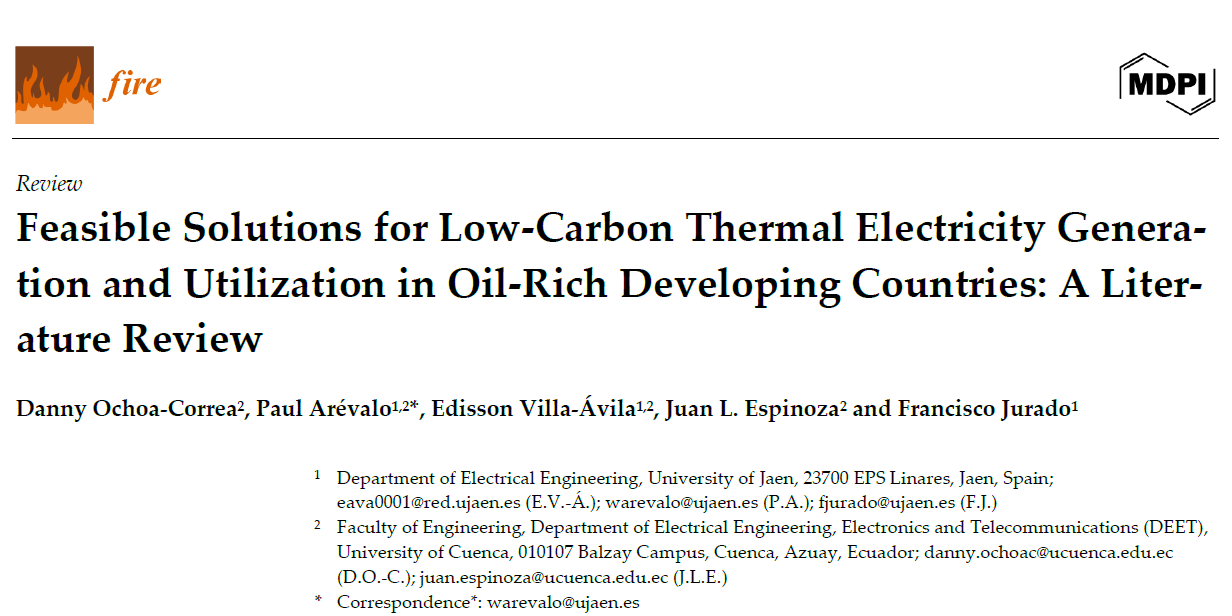 fire
MDPI
Review
Feasible Solutions for Low-Carbon Thermal Electricity Genera-
tion and Utilization in Oil-Rich Developing Countries: A Liter-
ature Review
Danny Ochoa-Correa2, Paul Arévalo1,2*, Edisson Villa-Ávila1,2, Juan L. Espinoza2 and Francisco Jurado1
1 Department of Electrical Engineering, University of Jaen, 23700 EPS Linares, Jaen, Spain;
eava0001@red.ujaen.es (E.V.-Á.); warevalo@ujaen.es (P.A.); fjurado@ujaen.es (F.J.)
2 Faculty of Engineering, Department of Electrical Engineering, Electronics and Telecommunications (DEET),
University of Cuenca, 010107 Balzay Campus, Cuenca, Azuay, Ecuador; danny.ochoac@ucuenca.edu.ec
(D.O.-C.); juan.espinoza@ucuenca.edu.ec (J.L.E.)
* Correspondence*: warevalo@ujaen.es